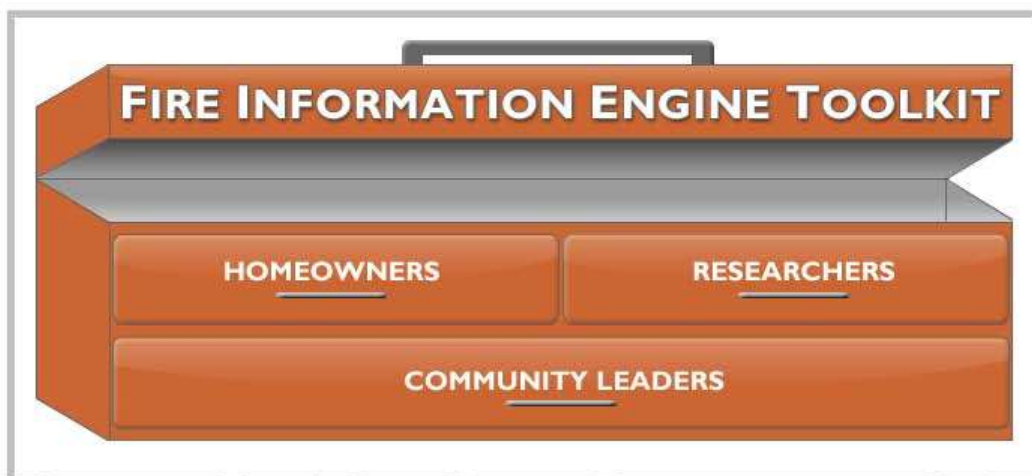 FIRE INFORMATION ENGINE TOOLKIT
HOMEOWNERS
RESEARCHERS
COMMUNITY LEADERS